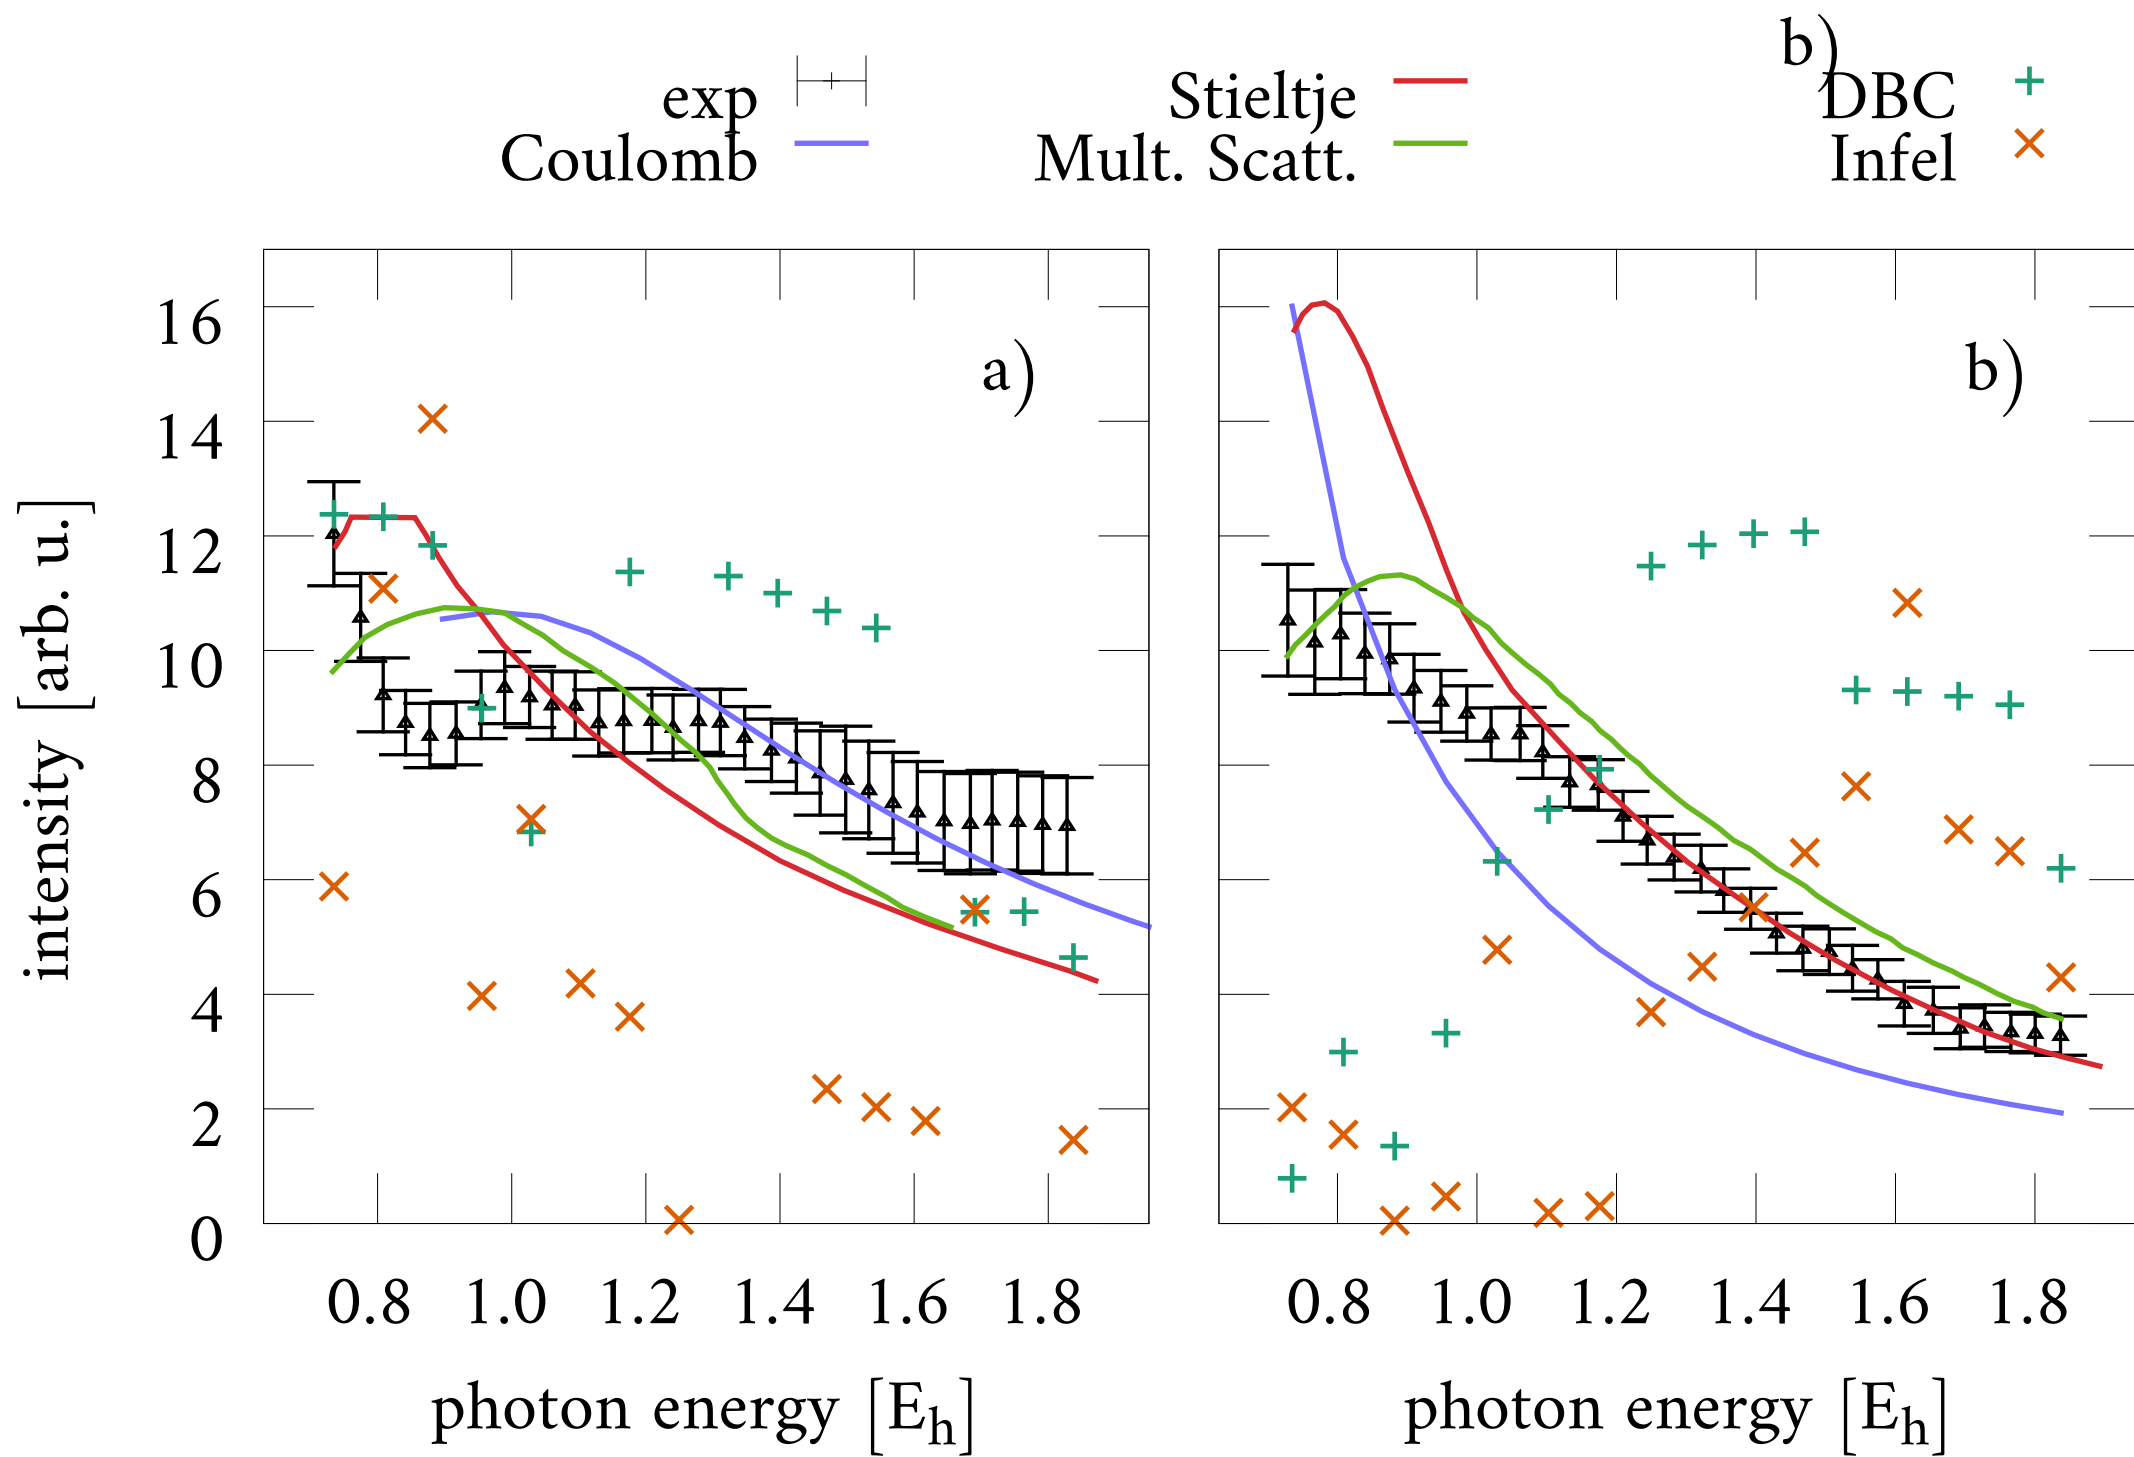 b)
exp Stieltje DBC
Coulomb Mult. Scatt. Infel
a) b)
intensity [arb. u.]
16
14
12
10
8
6
4
2
0
0.8 1.0 1.2 1.4 1.6 1.8 0.8 1.0 1.2 1.4 1.6 1.8
photon energy [Eh] photon energy [Eh]